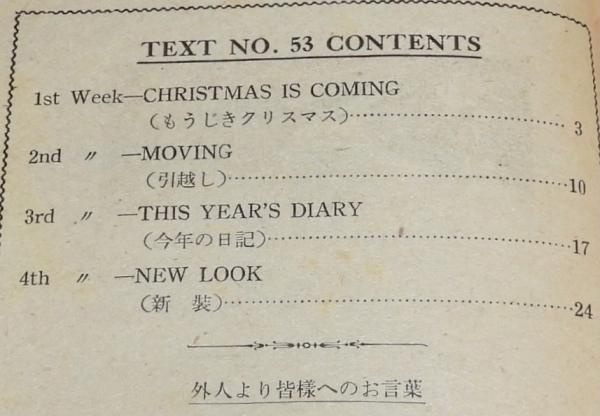 TEXT NO. 53 CONTENTS
1st Week—CHRISTMAS IS COMING
(もうじきクリスマス)…………………… 3
2nd 〃 —MOVING
(引越し)……………………………………10
3rd 〃 —THIS YEAR'S DIARY
(今年の日記)………………………………17
4th 〃 —NEW LOOK
(新 裝)……………………………………24
外人より皆樣へのお言葉